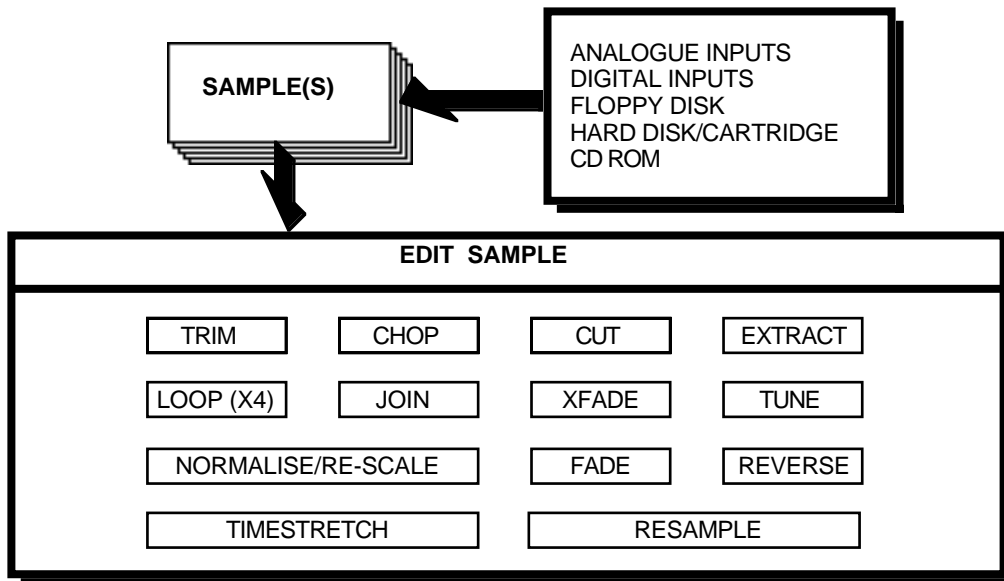 SAMPLE(S)
ANALOGUE INPUTS
DIGITAL INPUTS
FLOPPY DISK
HARD DISK/CARTRIDGE
CD ROM
EDIT SAMPLE
TRIM CHOP CUT EXTRACT
LOOP (X4) JOIN XFADE TUNE
NORMALISE/RE-SCALE FADE REVERSE
TIMESTRETCH RESAMPLE